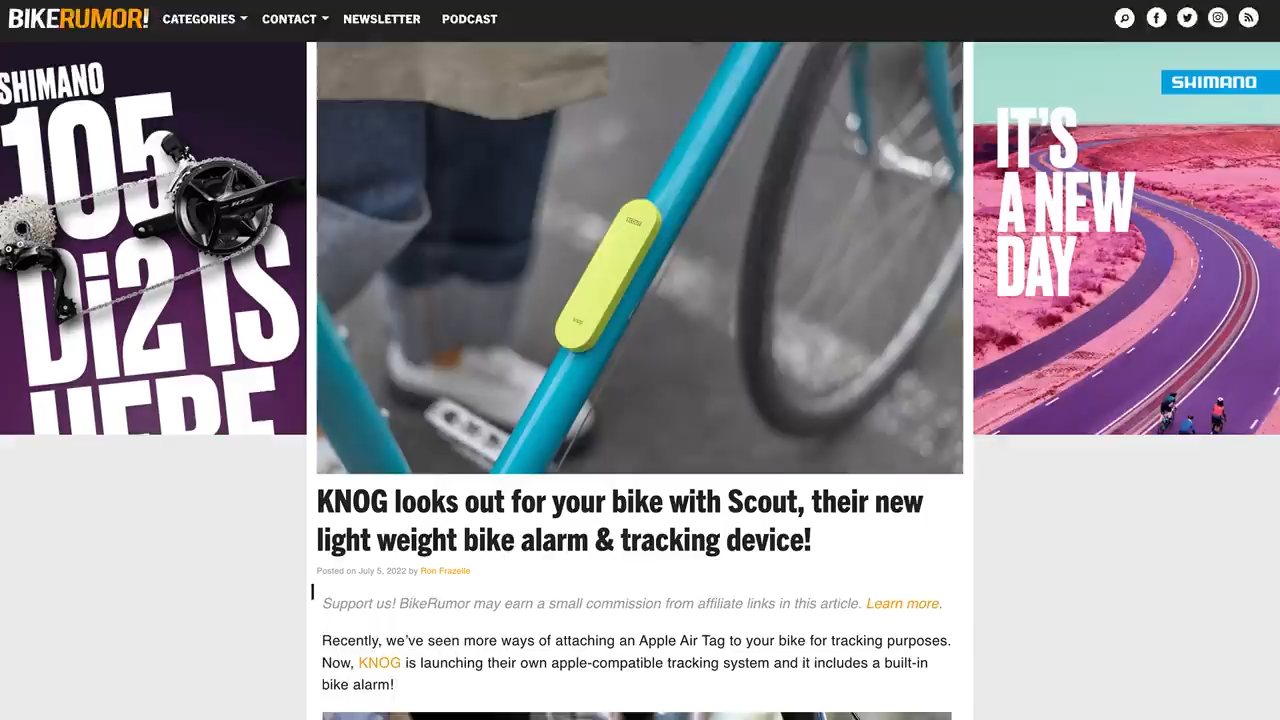 BIKERUMOR! CATEGORIES CONTACT NEWSLETTER PODCAST
SHIMANO
105
Di2 IS
HERE
SHIMANO
IT'S
A NEW
DAY
KNOG looks out for your bike with Scout, their new
light weight bike alarm & tracking device!
Posted on July 5, 2022 by Ron Frazelle
Support us! BikeRumor may earn a small commission from affiliate links in this article. Learn more.
Recently, we've seen more ways of attaching an Apple Air Tag to your bike for tracking purposes.
Now, KNOG is launching their own apple-compatible tracking system and it includes a built-in
bike alarm!